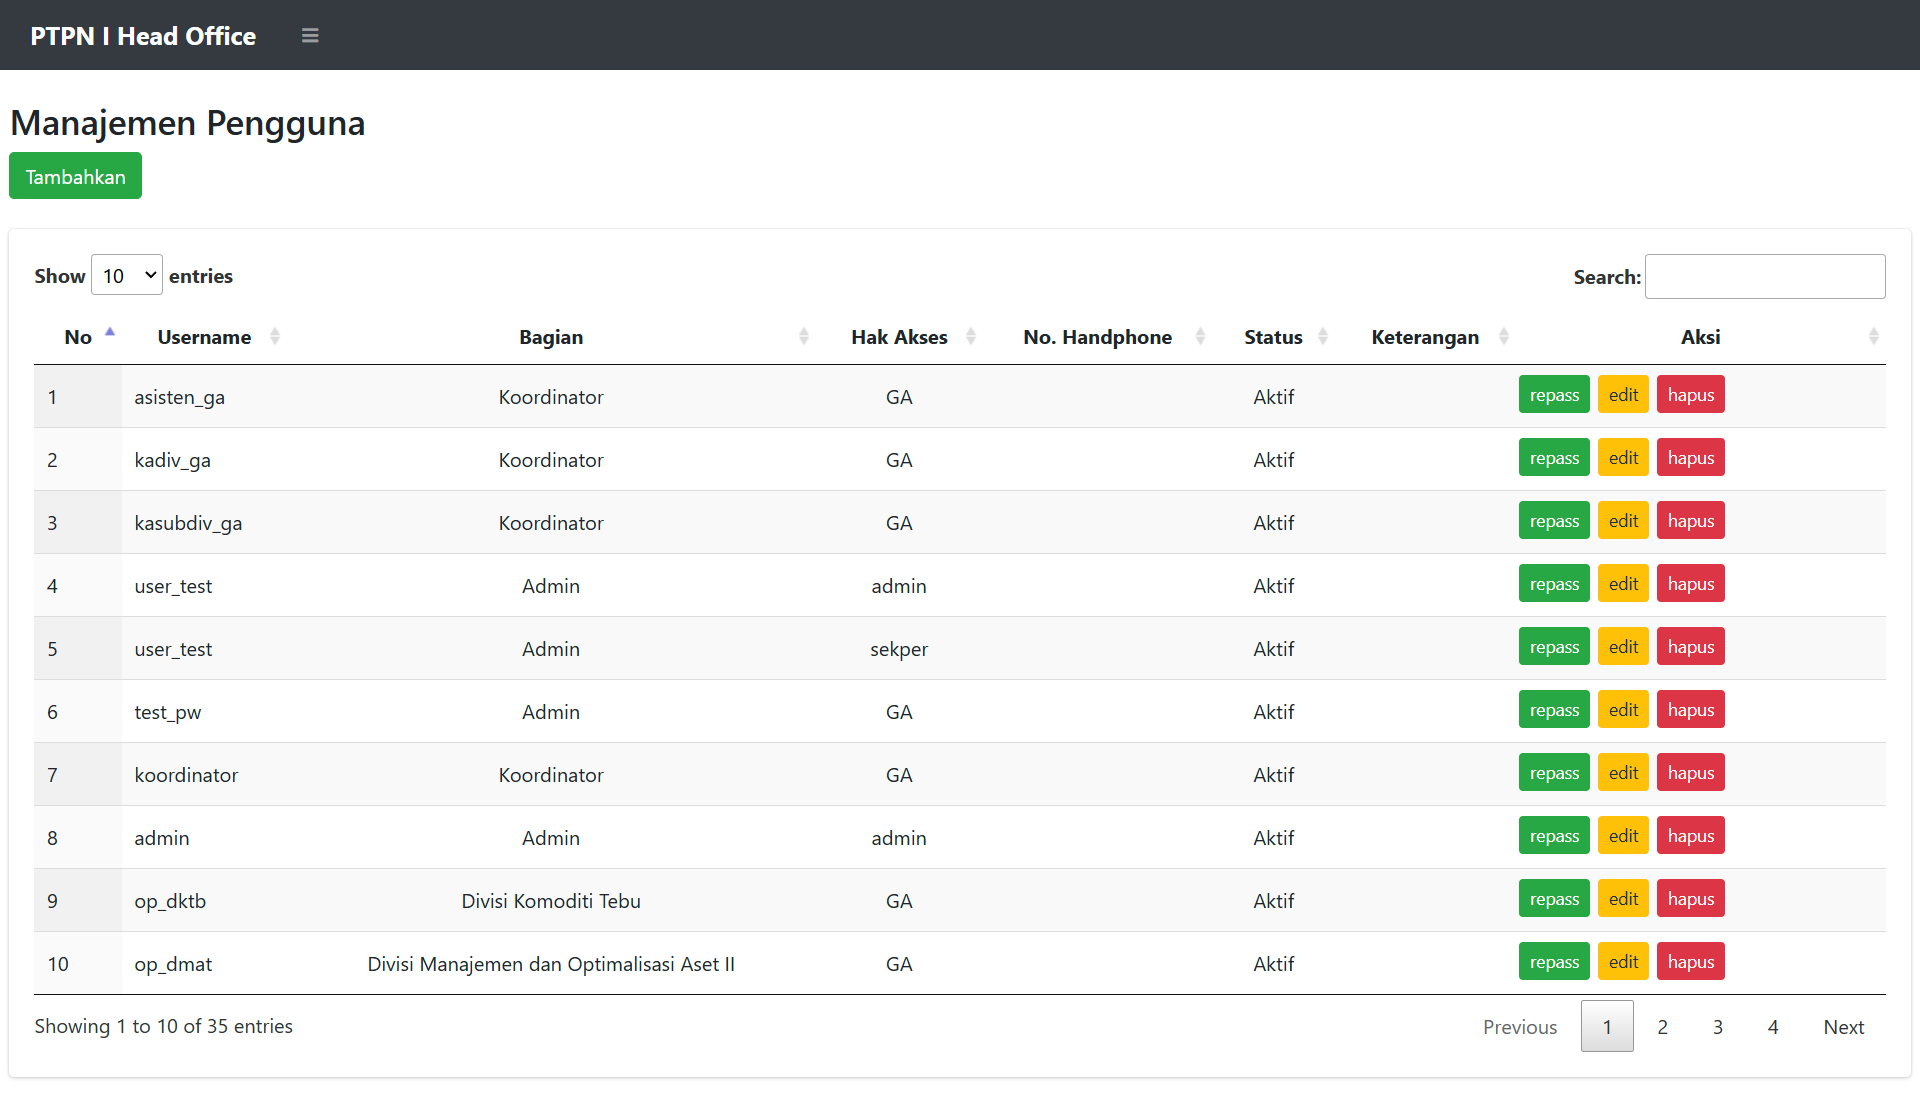 PTPN I Head Office
Manajemen Pengguna
Tambahkan
Show 10 entries Search:
No Username Bagian Hak Akses No. Handphone Status Keterangan Aksi
1 asisten_ga Koordinator GA Aktif repass edit hapus
2 kadiv_ga Koordinator GA Aktif repass edit hapus
3 kasubdiv_ga Koordinator GA Aktif repass edit hapus
4 user_test Admin admin Aktif repass edit hapus
5 user_test Admin sekper Aktif repass edit hapus
6 test_pw Admin GA Aktif repass edit hapus
7 koordinator Koordinator GA Aktif repass edit hapus
8 admin Admin admin Aktif repass edit hapus
9 op_dktb Divisi Komoditi Tebu GA Aktif repass edit hapus
10 op_dmat Divisi Manajemen dan Optimalisasi Aset II GA Aktif repass edit hapus
Showing 1 to 10 of 35 entries Previous 1 2 3 4 Next